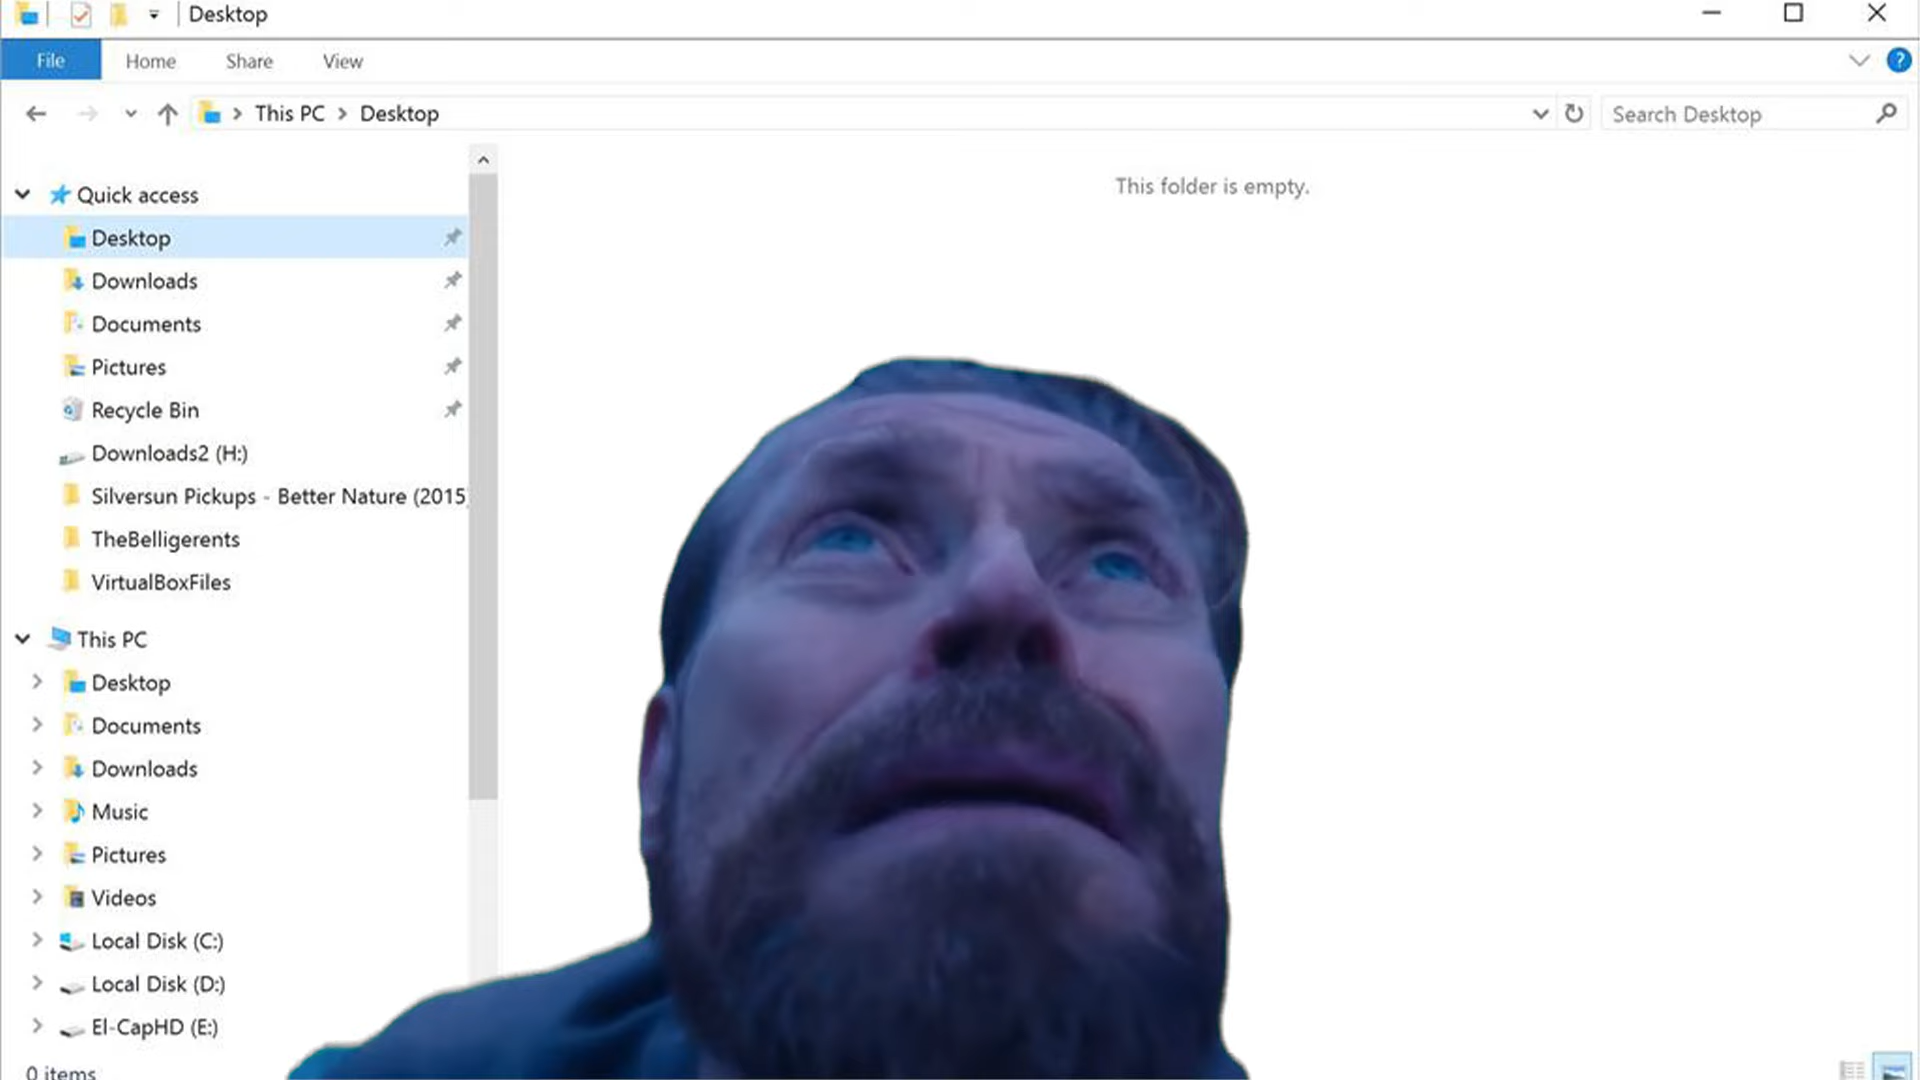 Desktop
File Home Share View
This PC Desktop
Search Desktop
This folder is empty.
Quick access
Desktop
Downloads
Documents
Pictures
Recycle Bin
Downloads2 (H:)
Silversun Pickups - Better Nature (2015)
TheBelligerents
VirtualBoxFiles
This PC
Desktop
Documents
Downloads
Music
Pictures
Videos
Local Disk (C:)
Local Disk (D:)
El-CapHD (E:)
0 items